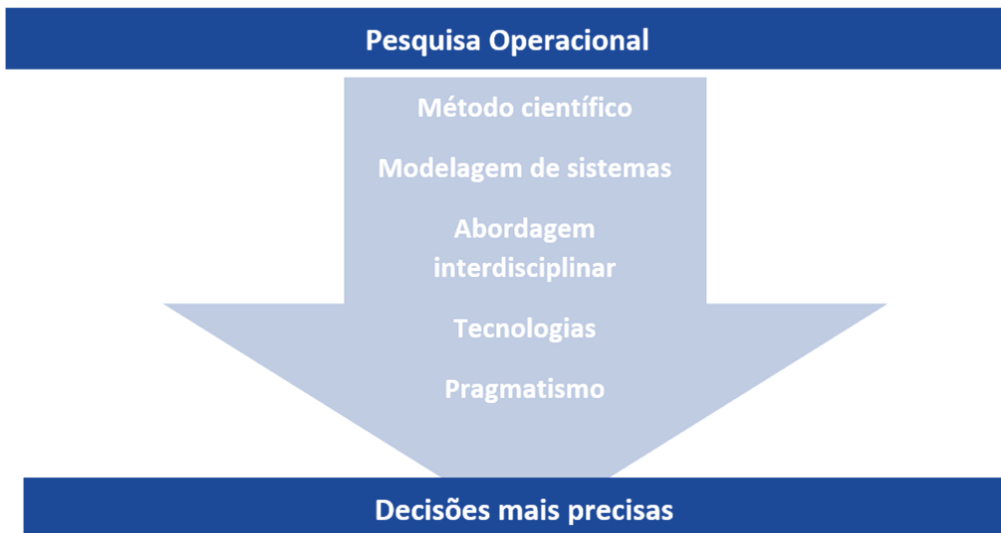 Pesquisa Operacional
Método científico
Modelagem de sistemas
Abordagem
interdisciplinar
Tecnologias
Pragmatismo
Decisões mais precisas